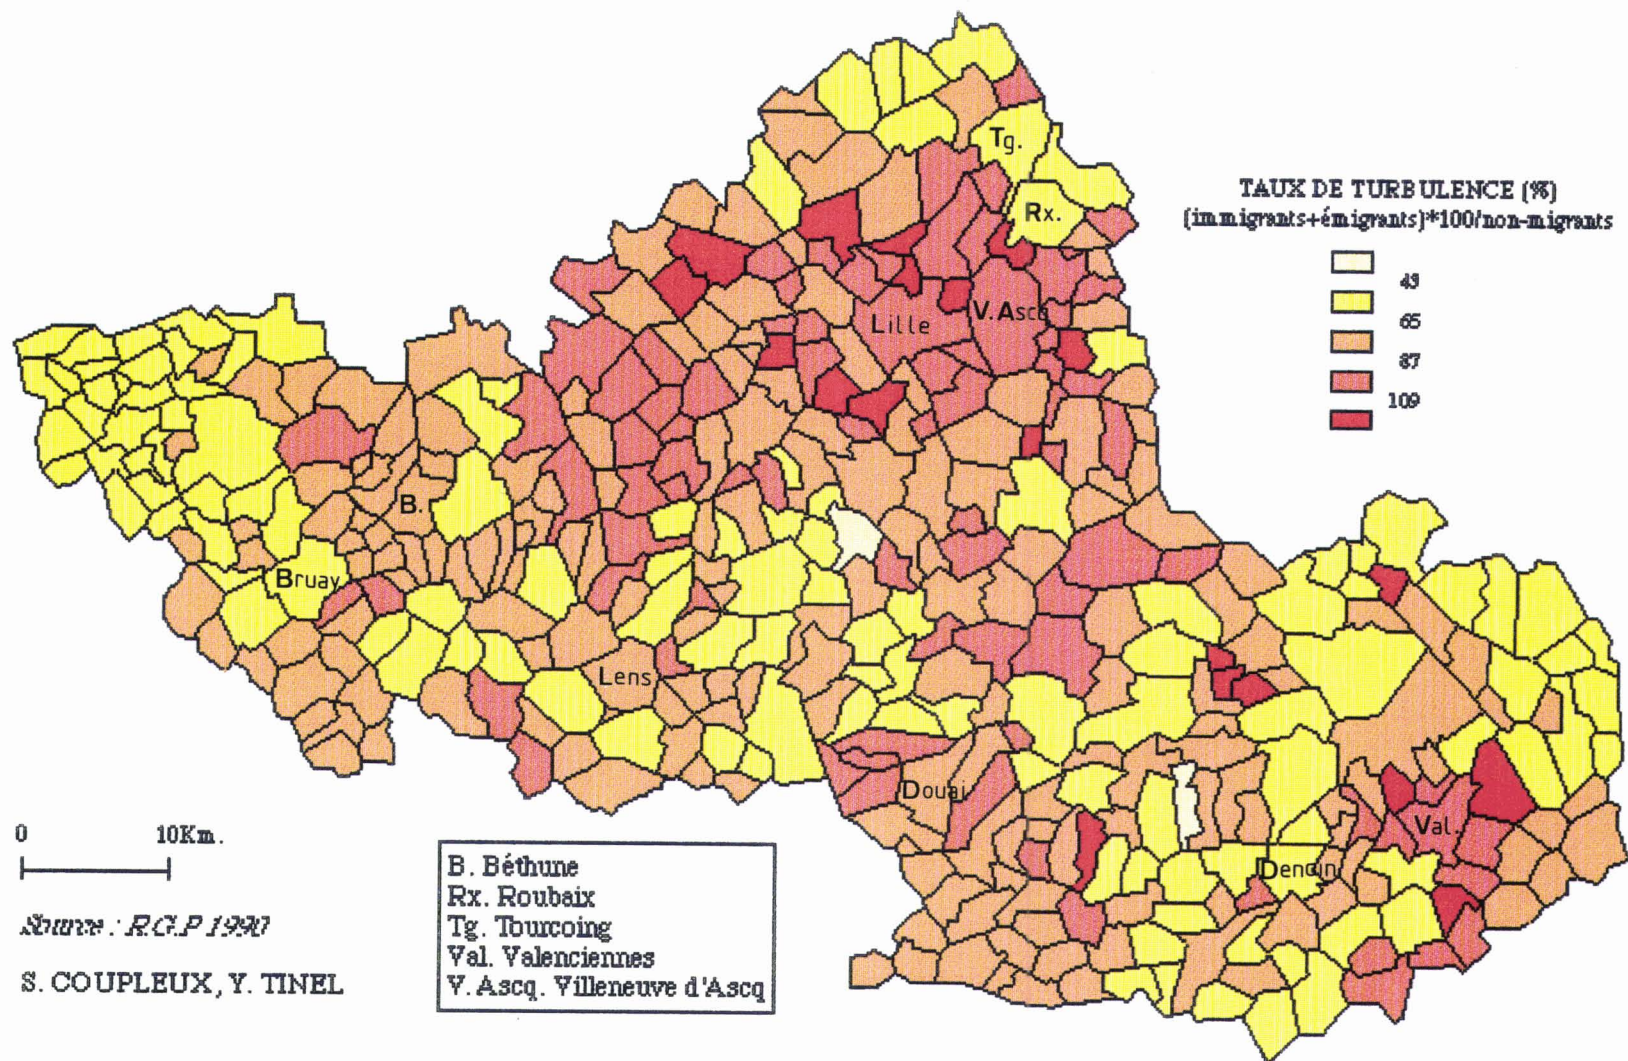 Tg.
Rx.
TAUX DE TURBULENCE (%)
(immigrants+émigrants)*100/non-migrants
43
65
87
109
Lille
V.Ascq
B.
Bruay
Lens
Douai
Val.
Denain
0 10Km.
Source : R.G.P 1990
S. COUPLEUX, Y. TINEL
B. Béthune
Rx. Roubaix
Tg. Tourcoing
Val. Valenciennes
V. Ascq. Villeneuve d'Ascq